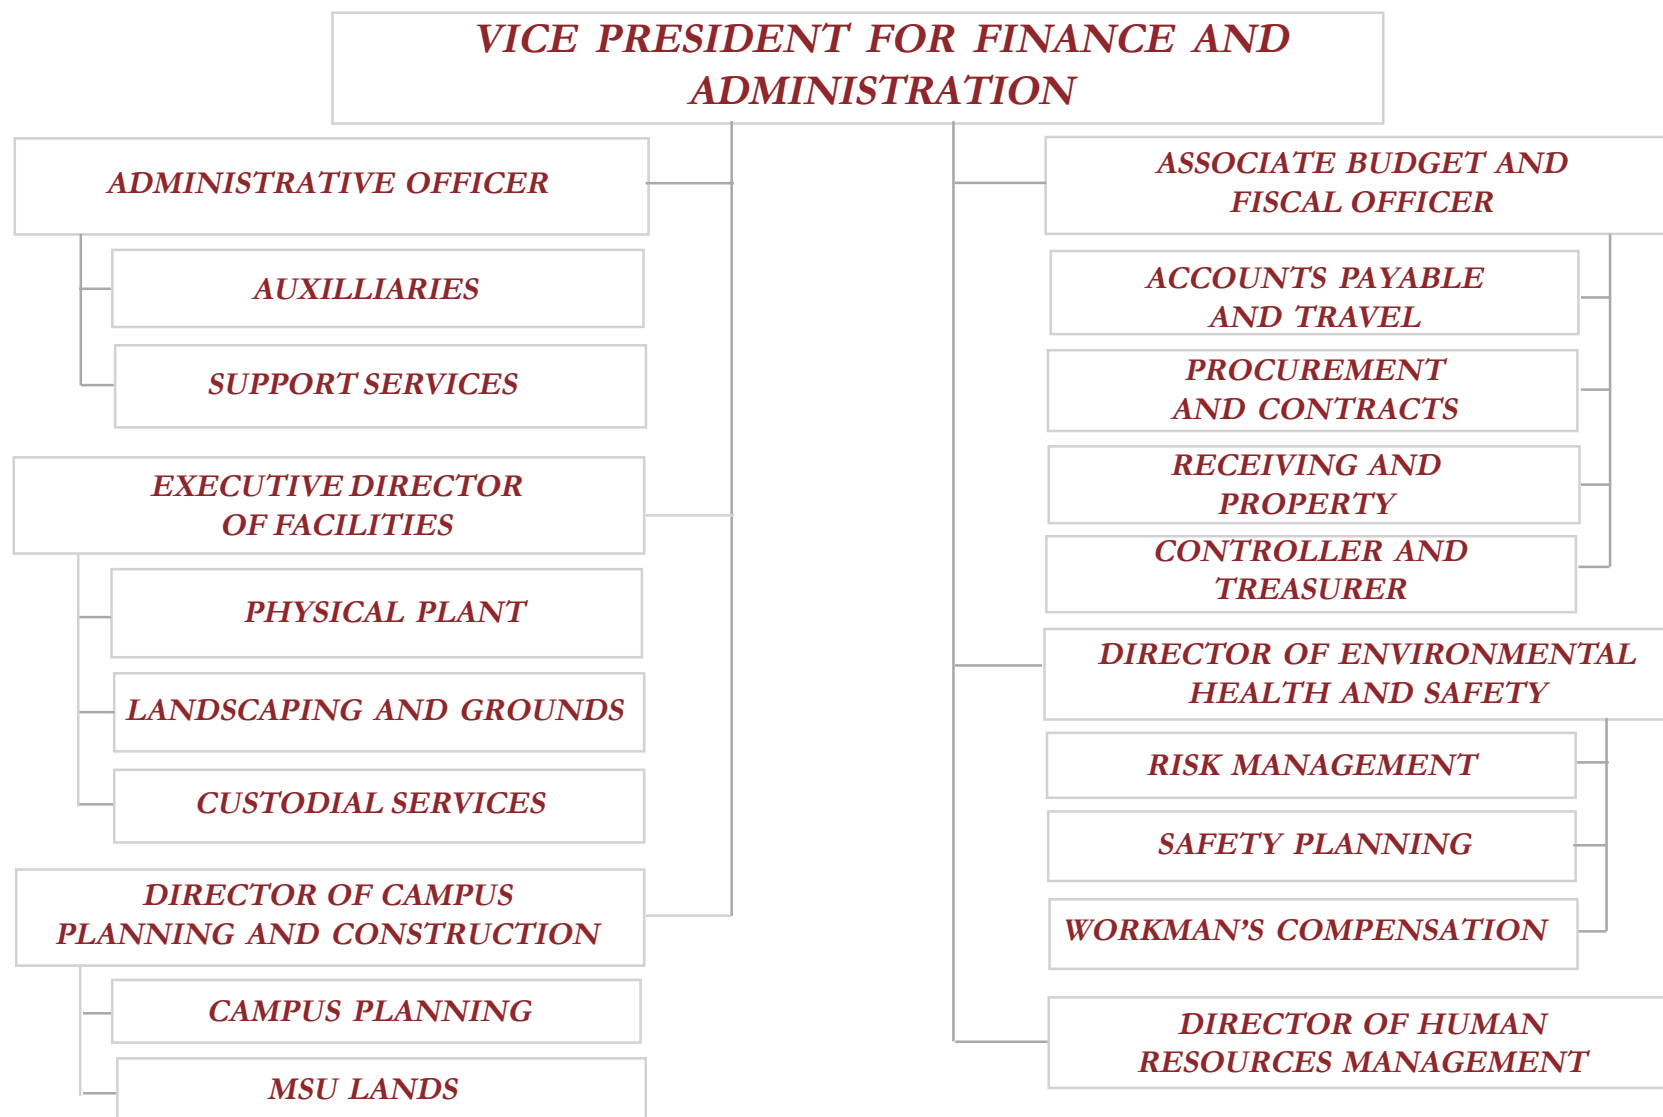 VICE PRESIDENT FOR FINANCE AND
ADMINISTRATION
ADMINISTRATIVE OFFICER
AUXILLIARIES
SUPPORT SERVICES
EXECUTIVE DIRECTOR
OF FACILITIES
PHYSICAL PLANT
LANDSCAPING AND GROUNDS
CUSTODIAL SERVICES
DIRECTOR OF CAMPUS
PLANNING AND CONSTRUCTION
CAMPUS PLANNING
MSU LANDS
ASSOCIATE BUDGET AND
FISCAL OFFICER
ACCOUNTS PAYABLE
AND TRAVEL
PROCUREMENT
AND CONTRACTS
RECEIVING AND
PROPERTY
CONTROLLER AND
TREASURER
DIRECTOR OF ENVIRONMENTAL
HEALTH AND SAFETY
RISK MANAGEMENT
SAFETY PLANNING
WORKMAN'S COMPENSATION
DIRECTOR OF HUMAN
RESOURCES MANAGEMENT